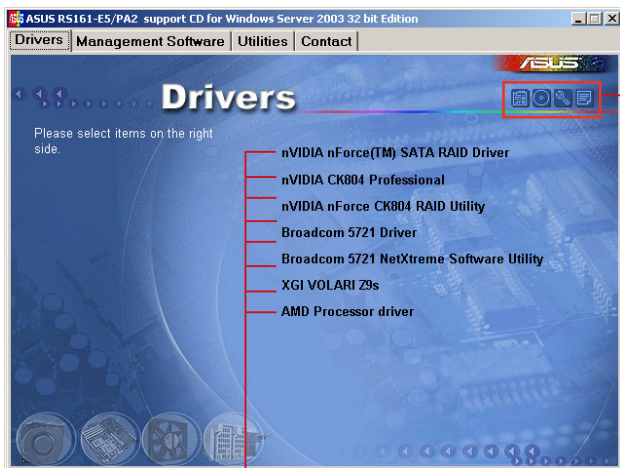 ASUS RS161-E5/PA2 support CD for Windows Server 2003 32 bit Edition
Drivers Management Software Utilities Contact
ASUS
Drivers
Please select items on the right
side.
nVIDIA nForce(TM) SATA RAID Driver
nVIDIA CK804 Professional
nVIDIA nForce CK804 RAID Utility
Broadcom 5721 Driver
Broadcom 5721 NetXtreme Software Utility
XGI VOLARI Z9s
AMD Processor driver